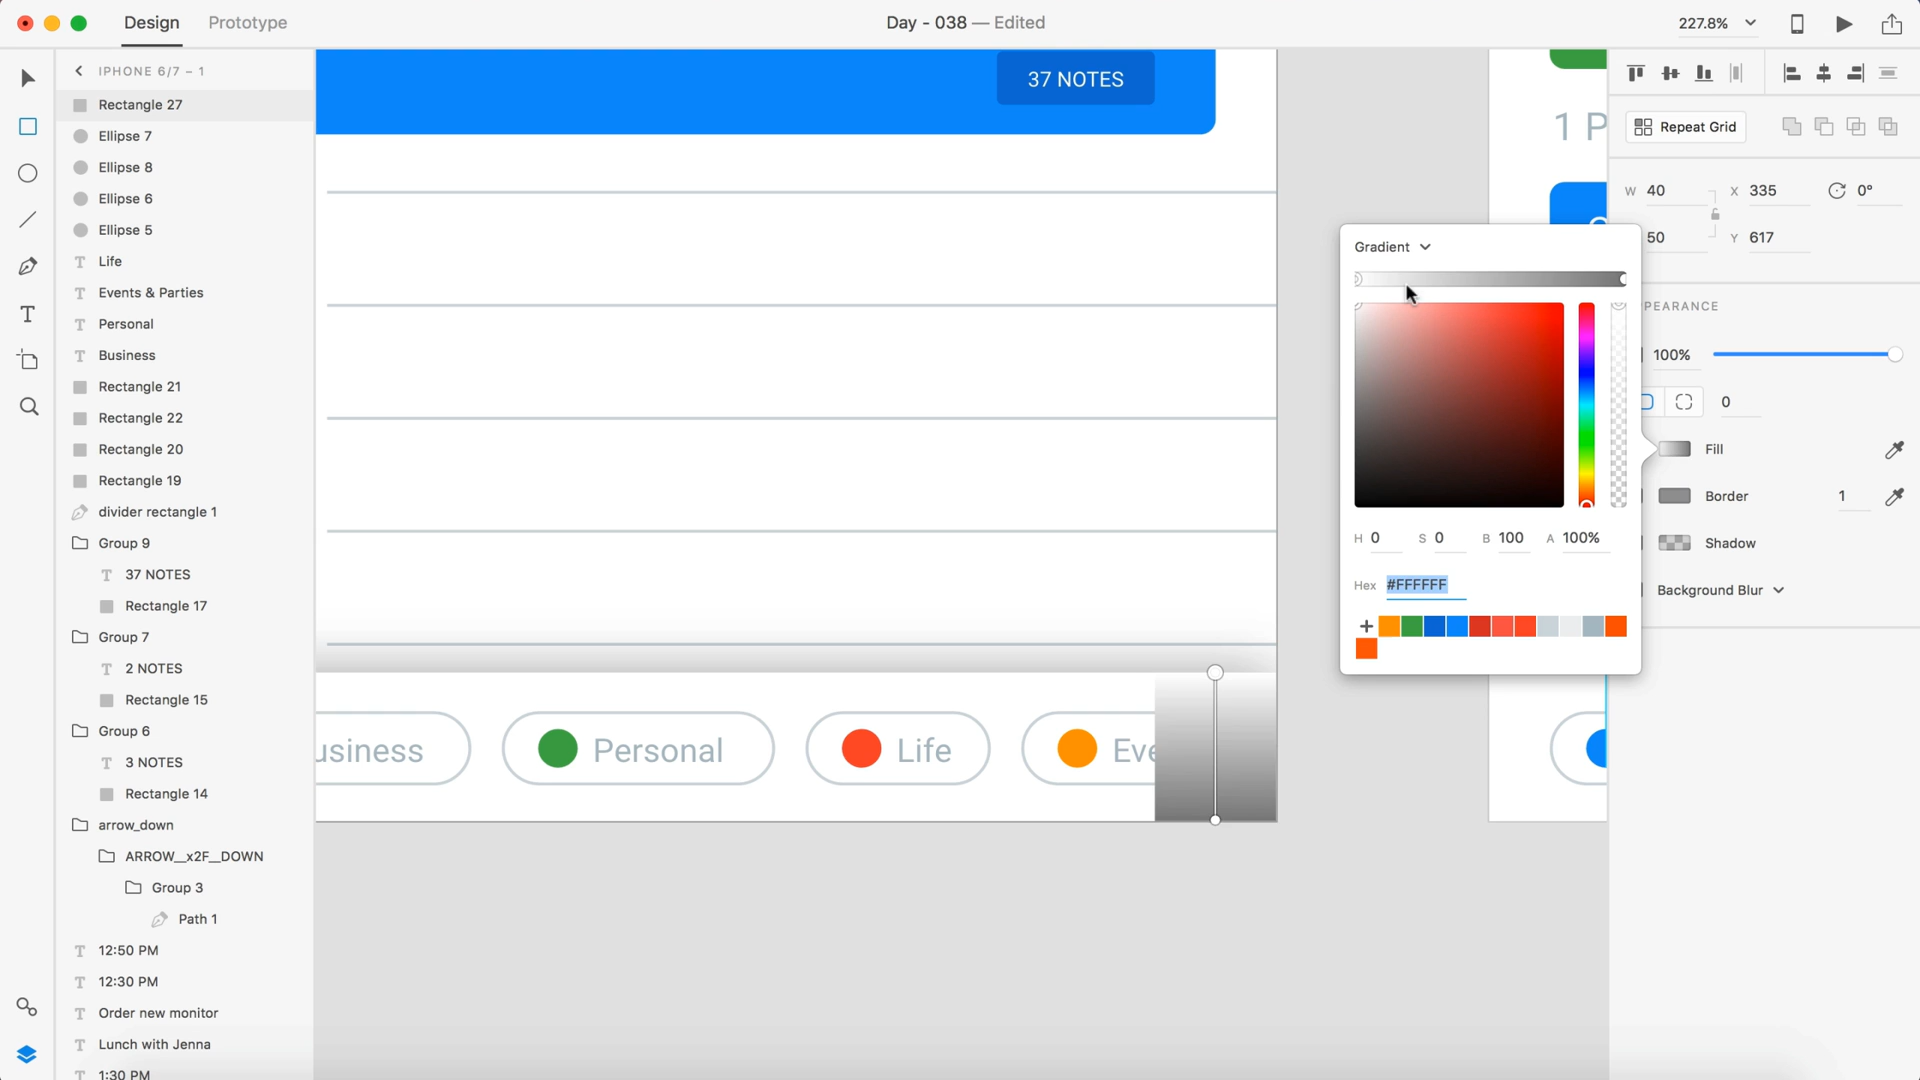 Design
Prototype
Day - 038 — Edited
227.8%
IPHONE 6/7 – 1
Rectangle 27
Ellipse 7
Ellipse 8
Ellipse 6
Ellipse 5
Life
Events & Parties
Personal
Business
Rectangle 21
Rectangle 22
Rectangle 20
Rectangle 19
divider rectangle 1
Group 9
37 NOTES
Rectangle 17
Group 7
2 NOTES
Rectangle 15
Group 6
3 NOTES
Rectangle 14
arrow_down
ARROW__x2F__DOWN
Group 3
Path 1
12:50 PM
12:30 PM
Order new monitor
Lunch with Jenna
1:30 PM
37 NOTES
usiness
Personal
Life
Eve
1 P
Gradient
H 0 S 0 B 100 A 100%
Hex #FFFFFF
Repeat Grid
W 40 X 335 0°
50 Y 617
PEARANCE
100%
0
Fill
Border 1
Shadow
Background Blur